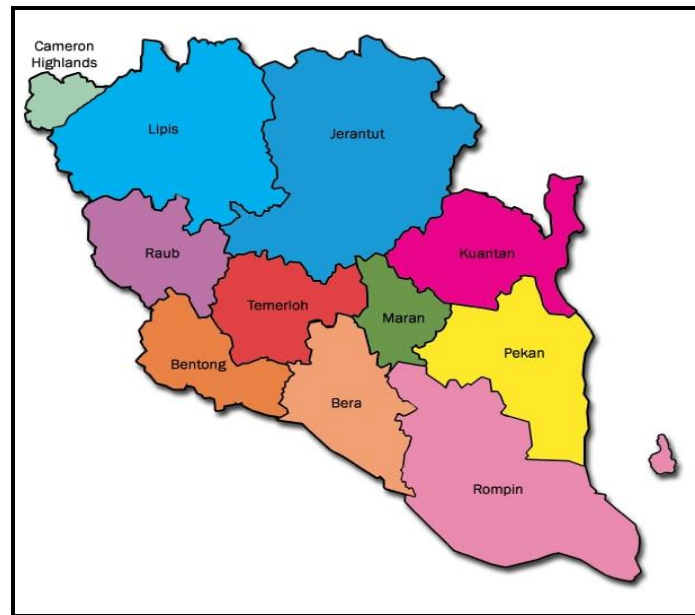 Cameron
Highlands
Lipis
Jerantut
Raub
Kuantan
Temerloh
Maran
Bentong
Pekan
Bera
Rompin